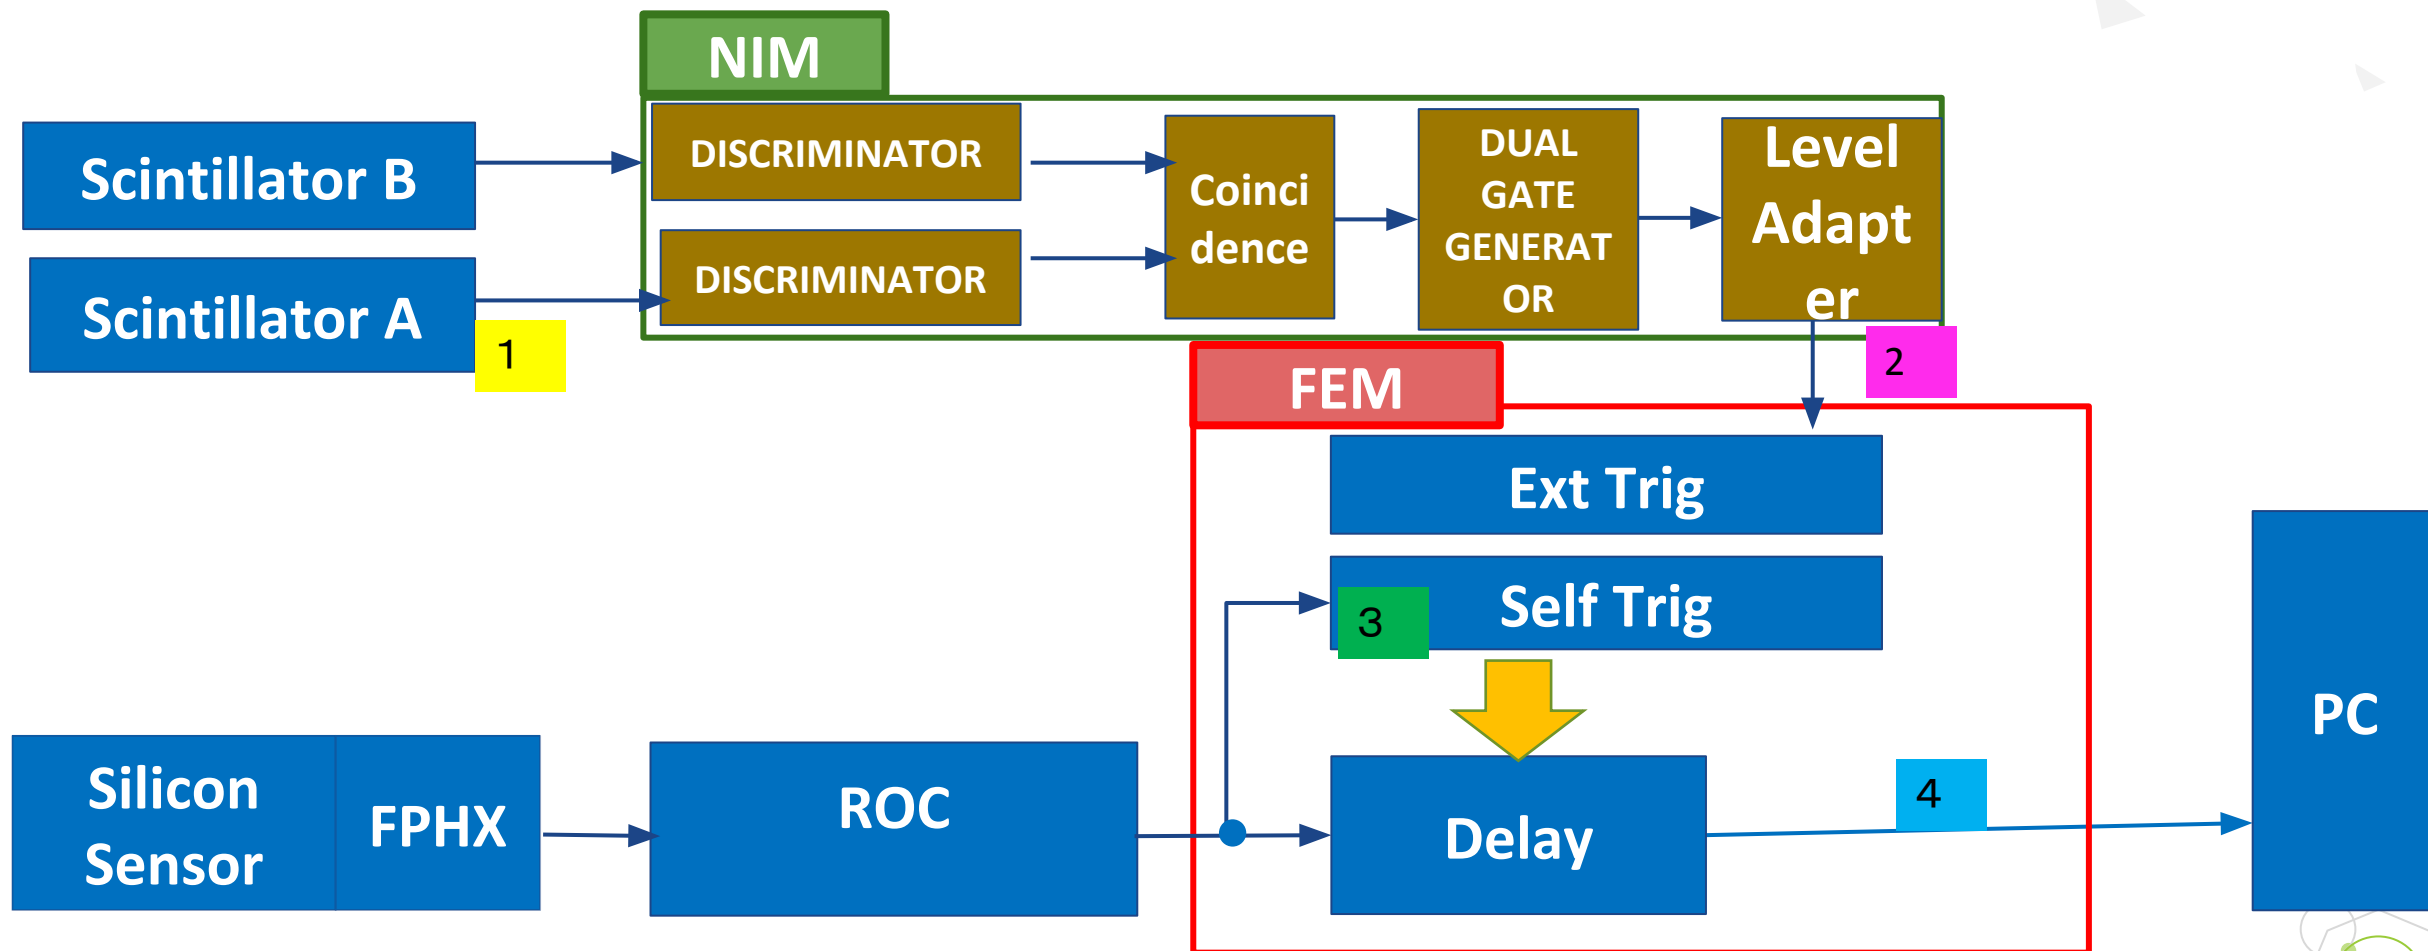 NIM
Scintillator B
DISCRIMINATOR
Coinci
dence
DUAL
GATE
GENERAT
OR
Level
Adapt
er
Scintillator A
DISCRIMINATOR
1
2
FEM
Ext Trig
Self Trig
3
Silicon
Sensor
FPHX
ROC
Delay
4
PC